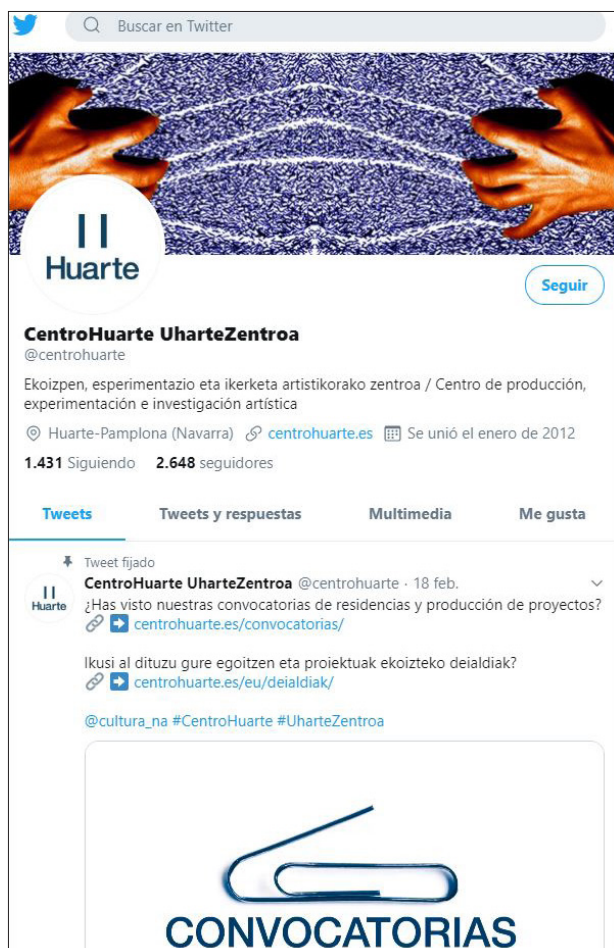 Buscar en Twitter
Huarte
Seguir
CentroHuarte UharteZentroa
@centrohuarte
Ekoizpen, esperimentazio eta ikerketa artistikorako zentroa / Centro de producción,
experimentación e investigación artística
Huarte-Pamplona (Navarra) centrohuarte.es Se unió el enero de 2012
1.431 Siguiendo 2.648 seguidores
Tweets Tweets y respuestas Multimedia Me gusta
Tweet fijado
CentroHuarte UharteZentroa @centrohuarte · 18 feb.
Huarte
¿Has visto nuestras convocatorias de residencias y producción de proyectos?
centrohuarte.es/convocatorias/
Ikusi al dituzu gure egoitzen eta proiektuak ekoizteko deialdiak?
centrohuarte.es/eu/deialdiak/
@cultura_na #CentroHuarte #UharteZentroa
CONVOCATORIAS